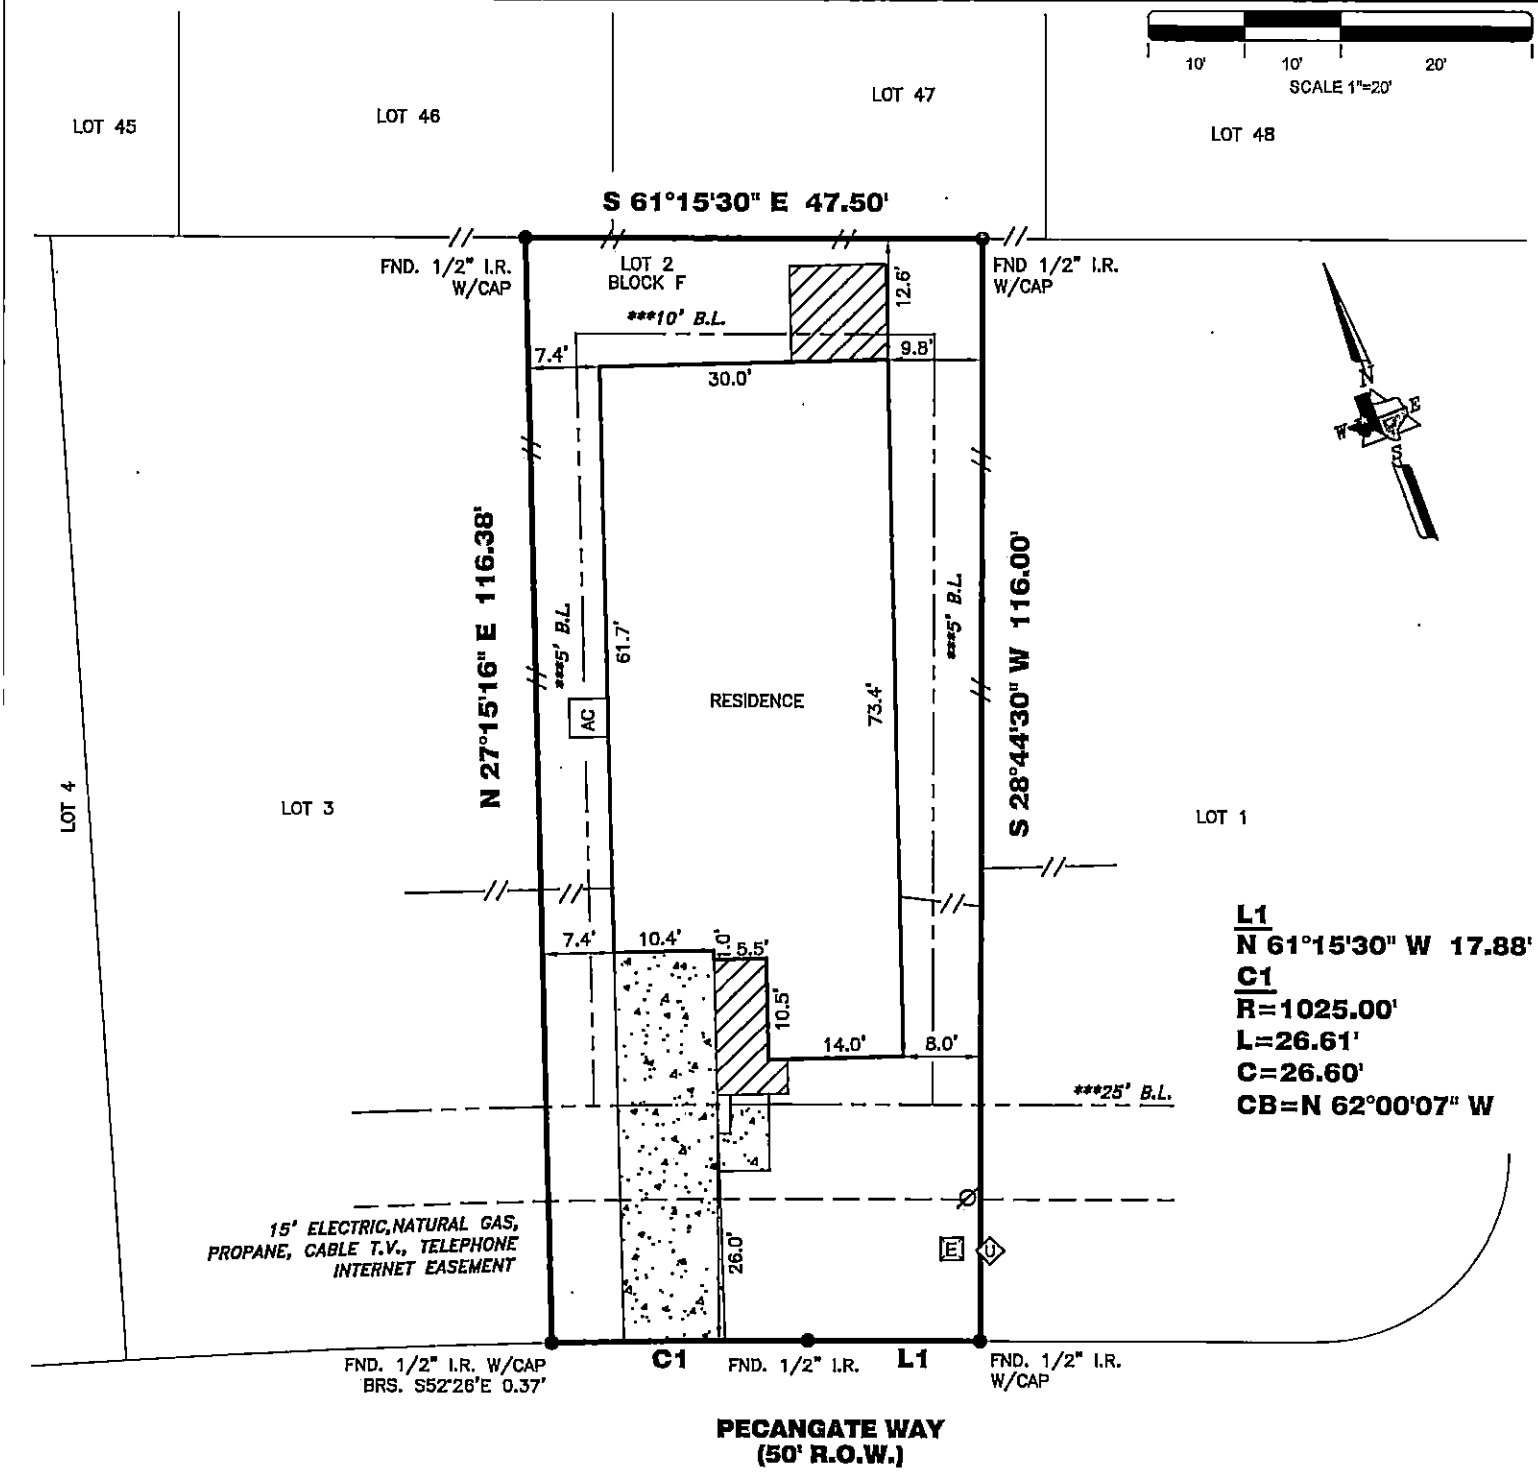 10' 10' 20'
SCALE 1"=20'
LOT 45
LOT 46
LOT 47
LOT 48
S 61°15'30" E 47.50'
FND. 1/2" I.R.
W/CAP
LOT 2
BLOCK F
FND 1/2" I.R.
W/CAP
12.6'
***10' B.L.
7.4'
30.0'
9.8'
N
E
W
S
N 27°15'16" E 116.38'
***5' B.L.
61.7'
AC
RESIDENCE
73.4'
***5' B.L.
S 28°44'30" W 116.00'
LOT 4
LOT 3
LOT 1
7.4'
10.4'
1.0'
5.5'
10.5'
14.0'
8.0'
***25' B.L.
L1
N 61°15'30" W 17.88'
C1
R=1025.00'
L=26.61'
C=26.60'
CB=N 62°00'07" W
15' ELECTRIC,NATURAL GAS,
PROPANE, CABLE T.V., TELEPHONE
INTERNET EASEMENT
26.0'
E
U
FND. 1/2" I.R. W/CAP
BRS. S52°26'E 0.37'
C1
FND. 1/2" I.R.
L1
FND. 1/2" I.R.
W/CAP
PECANGATE WAY
(50' R.O.W.)